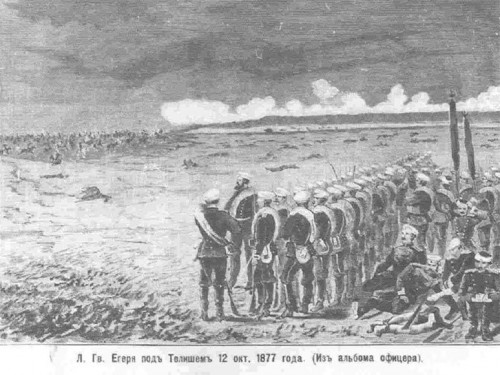 Л. Гв. Егеря подъ Телишемъ 12 окт. 1877 года. (Изъ альбома офицера).